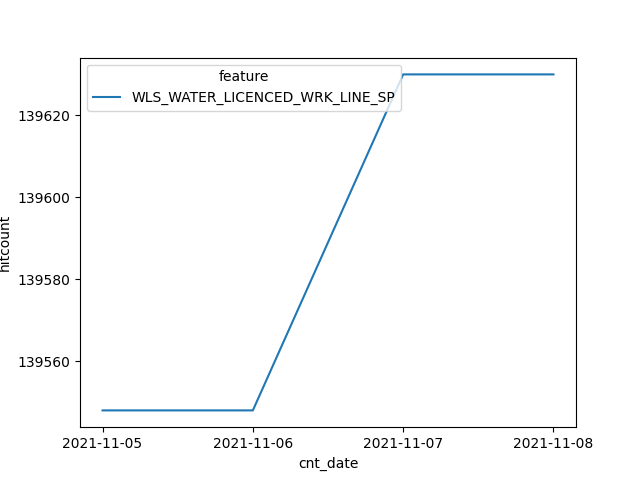 feature
WLS_WATER_LICENCED_WRK_LINE_SP
139620
139600
139580
139560
hitcount
2021-11-05 2021-11-06 2021-11-07 2021-11-08
cnt_date